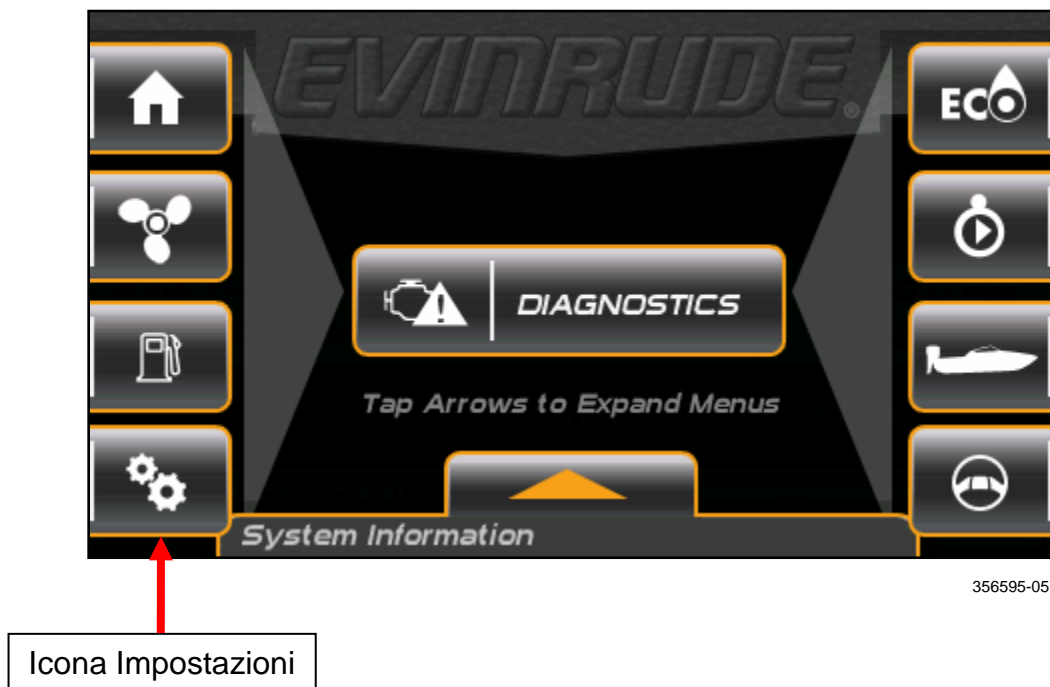 EVINRUDE®
ECO
DIAGNOSTICS
Tap Arrows to Expand Menus
System Information
356595-05
Icona Impostazioni